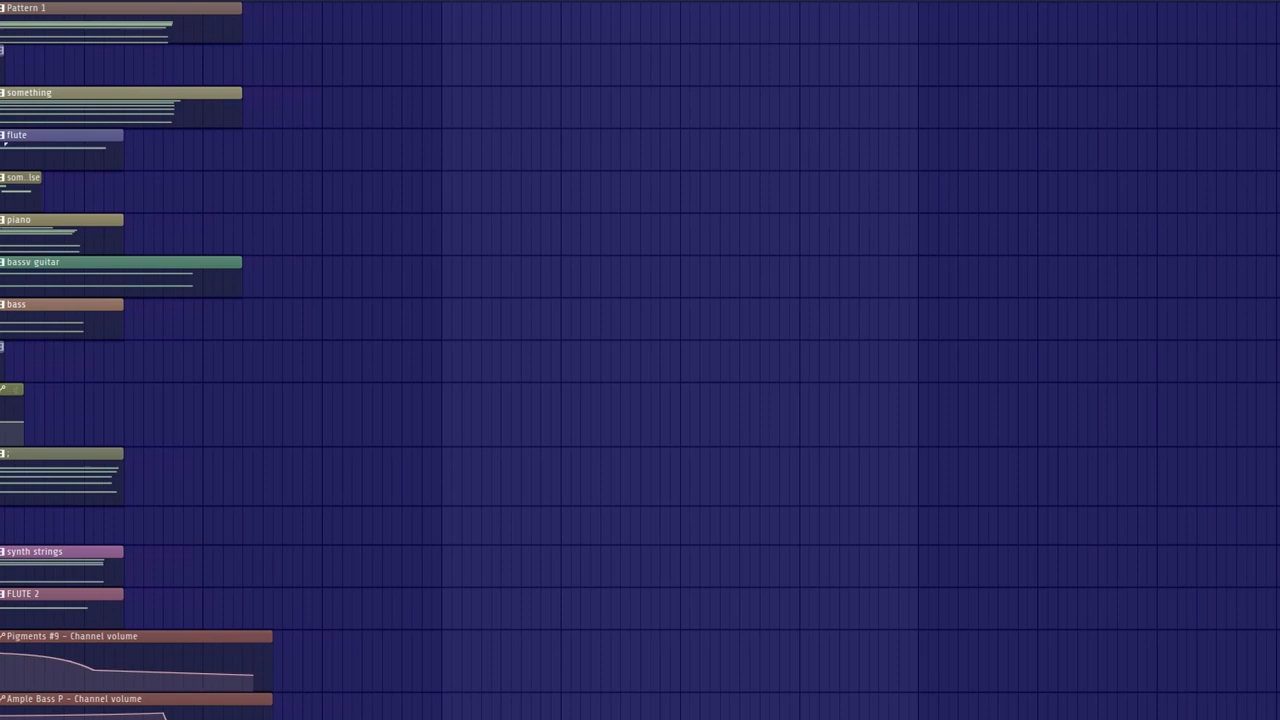 Pattern 1
something
flute
som..lse
piano
bassv guitar
bass
;
synth strings
FLUTE 2
Pigments #9 - Channel volume
Ample Bass P - Channel volume